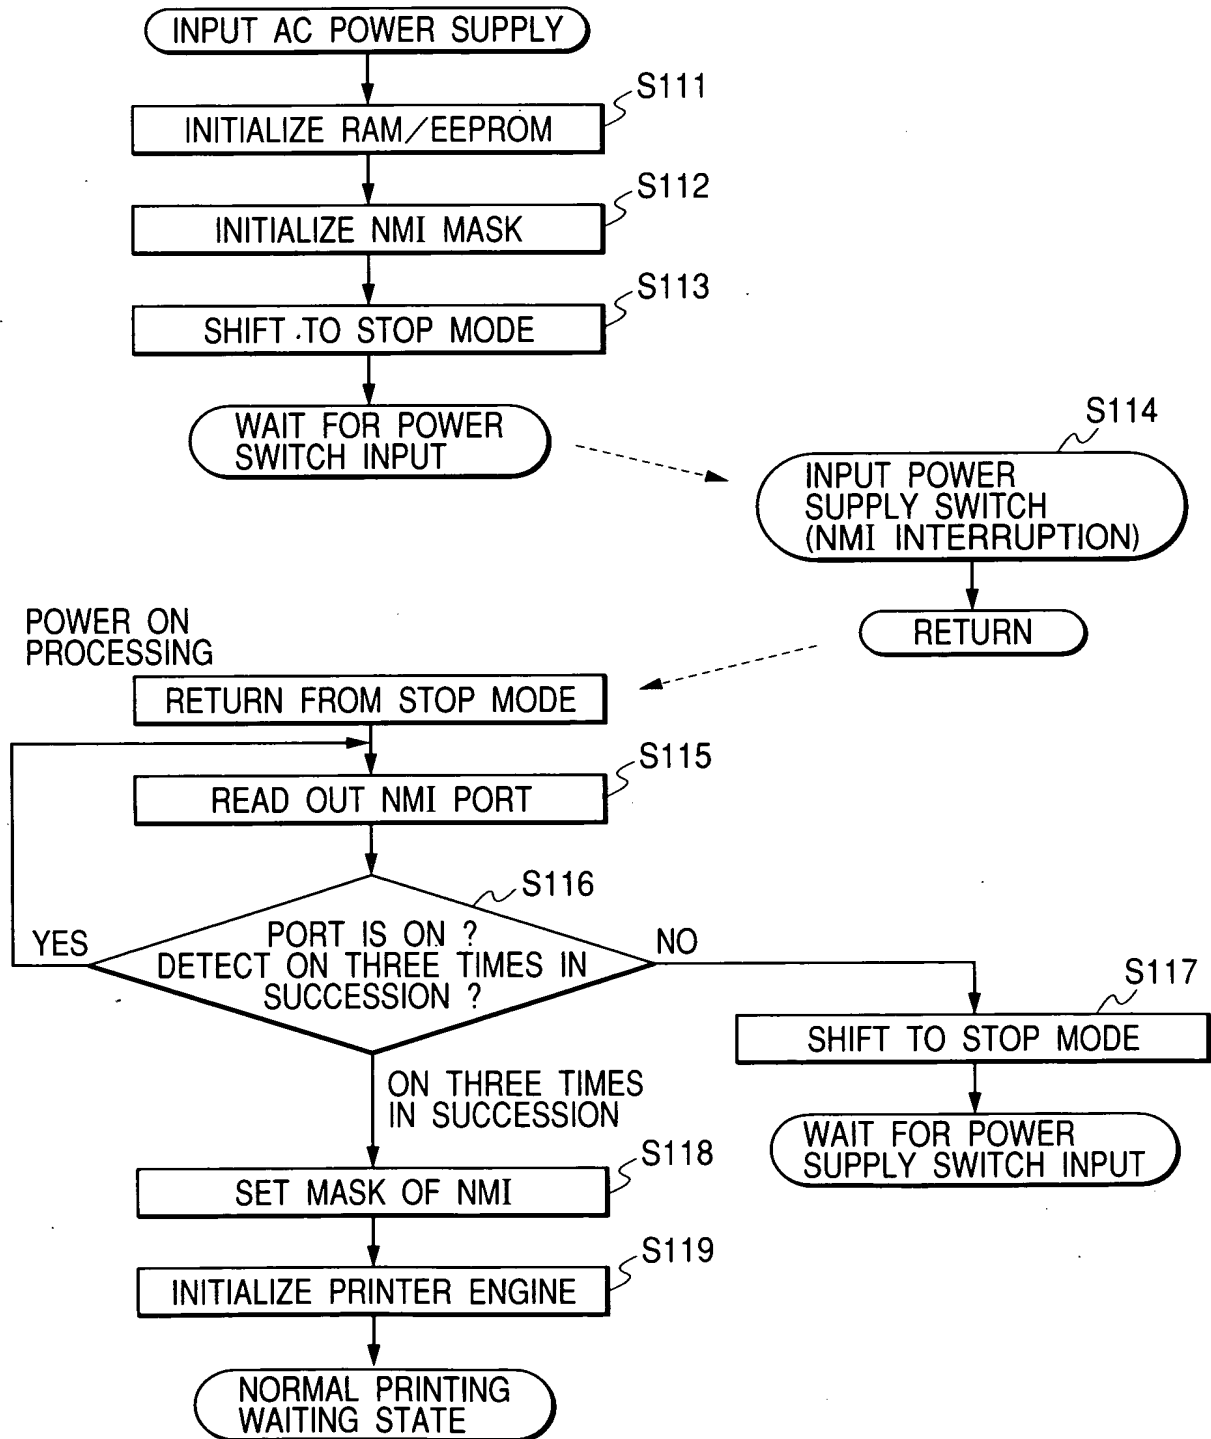 INPUT AC POWER SUPPLY
S111
INITIALIZE RAM/EEPROM
S112
INITIALIZE NMI MASK
S113
SHIFT TO STOP MODE
WAIT FOR POWER
SWITCH INPUT
S114
INPUT POWER
SUPPLY SWITCH
(NMI INTERRUPTION)
RETURN
POWER ON
PROCESSING
RETURN FROM STOP MODE
S115
READ OUT NMI PORT
S116
PORT IS ON ?
DETECT ON THREE TIMES IN
SUCCESSION ?
YES
NO
S117
SHIFT TO STOP MODE
WAIT FOR POWER
SUPPLY SWITCH INPUT
ON THREE TIMES
IN SUCCESSION
S118
SET MASK OF NMI
S119
INITIALIZE PRINTER ENGINE
NORMAL PRINTING
WAITING STATE